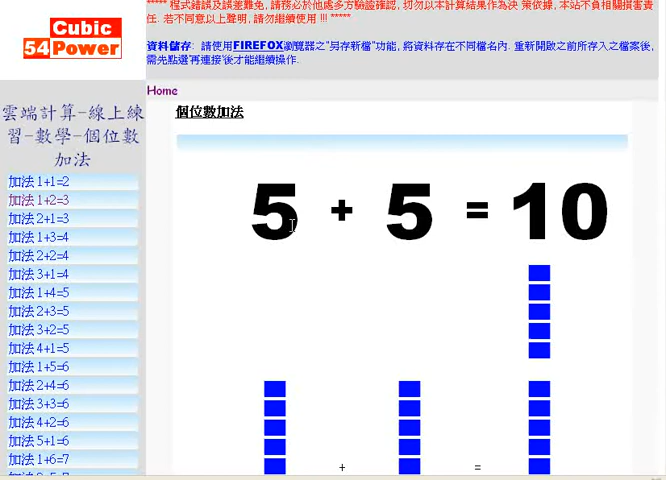 Cubic
54Power
***** 程式錯誤及誤差難免, 請務必於他處多方驗證確認, 切勿以本計算結果作為決 策依據, 本站不負相關損害責
任. 若不同意以上聲明, 請勿繼續使用 !!! *****.
資料儲存: 請使用FIREFOX瀏覽器之"另存新檔"功能, 將資料存在不同檔名內. 重新開啟之前所存入之檔案後,
需先點選'再連接'後才能繼續操作.
Home
雲端計算-線上練
習-數學-個位數
加法
加法 1+1=2
加法 1+2=3
加法 2+1=3
加法 1+3=4
加法 2+2=4
加法 3+1=4
加法 1+4=5
加法 2+3=5
加法 3+2=5
加法 4+1=5
加法 1+5=6
加法 2+4=6
加法 3+3=6
加法 4+2=6
加法 5+1=6
加法 1+6=7
個位數加法
5 + 5 = 10
+ =